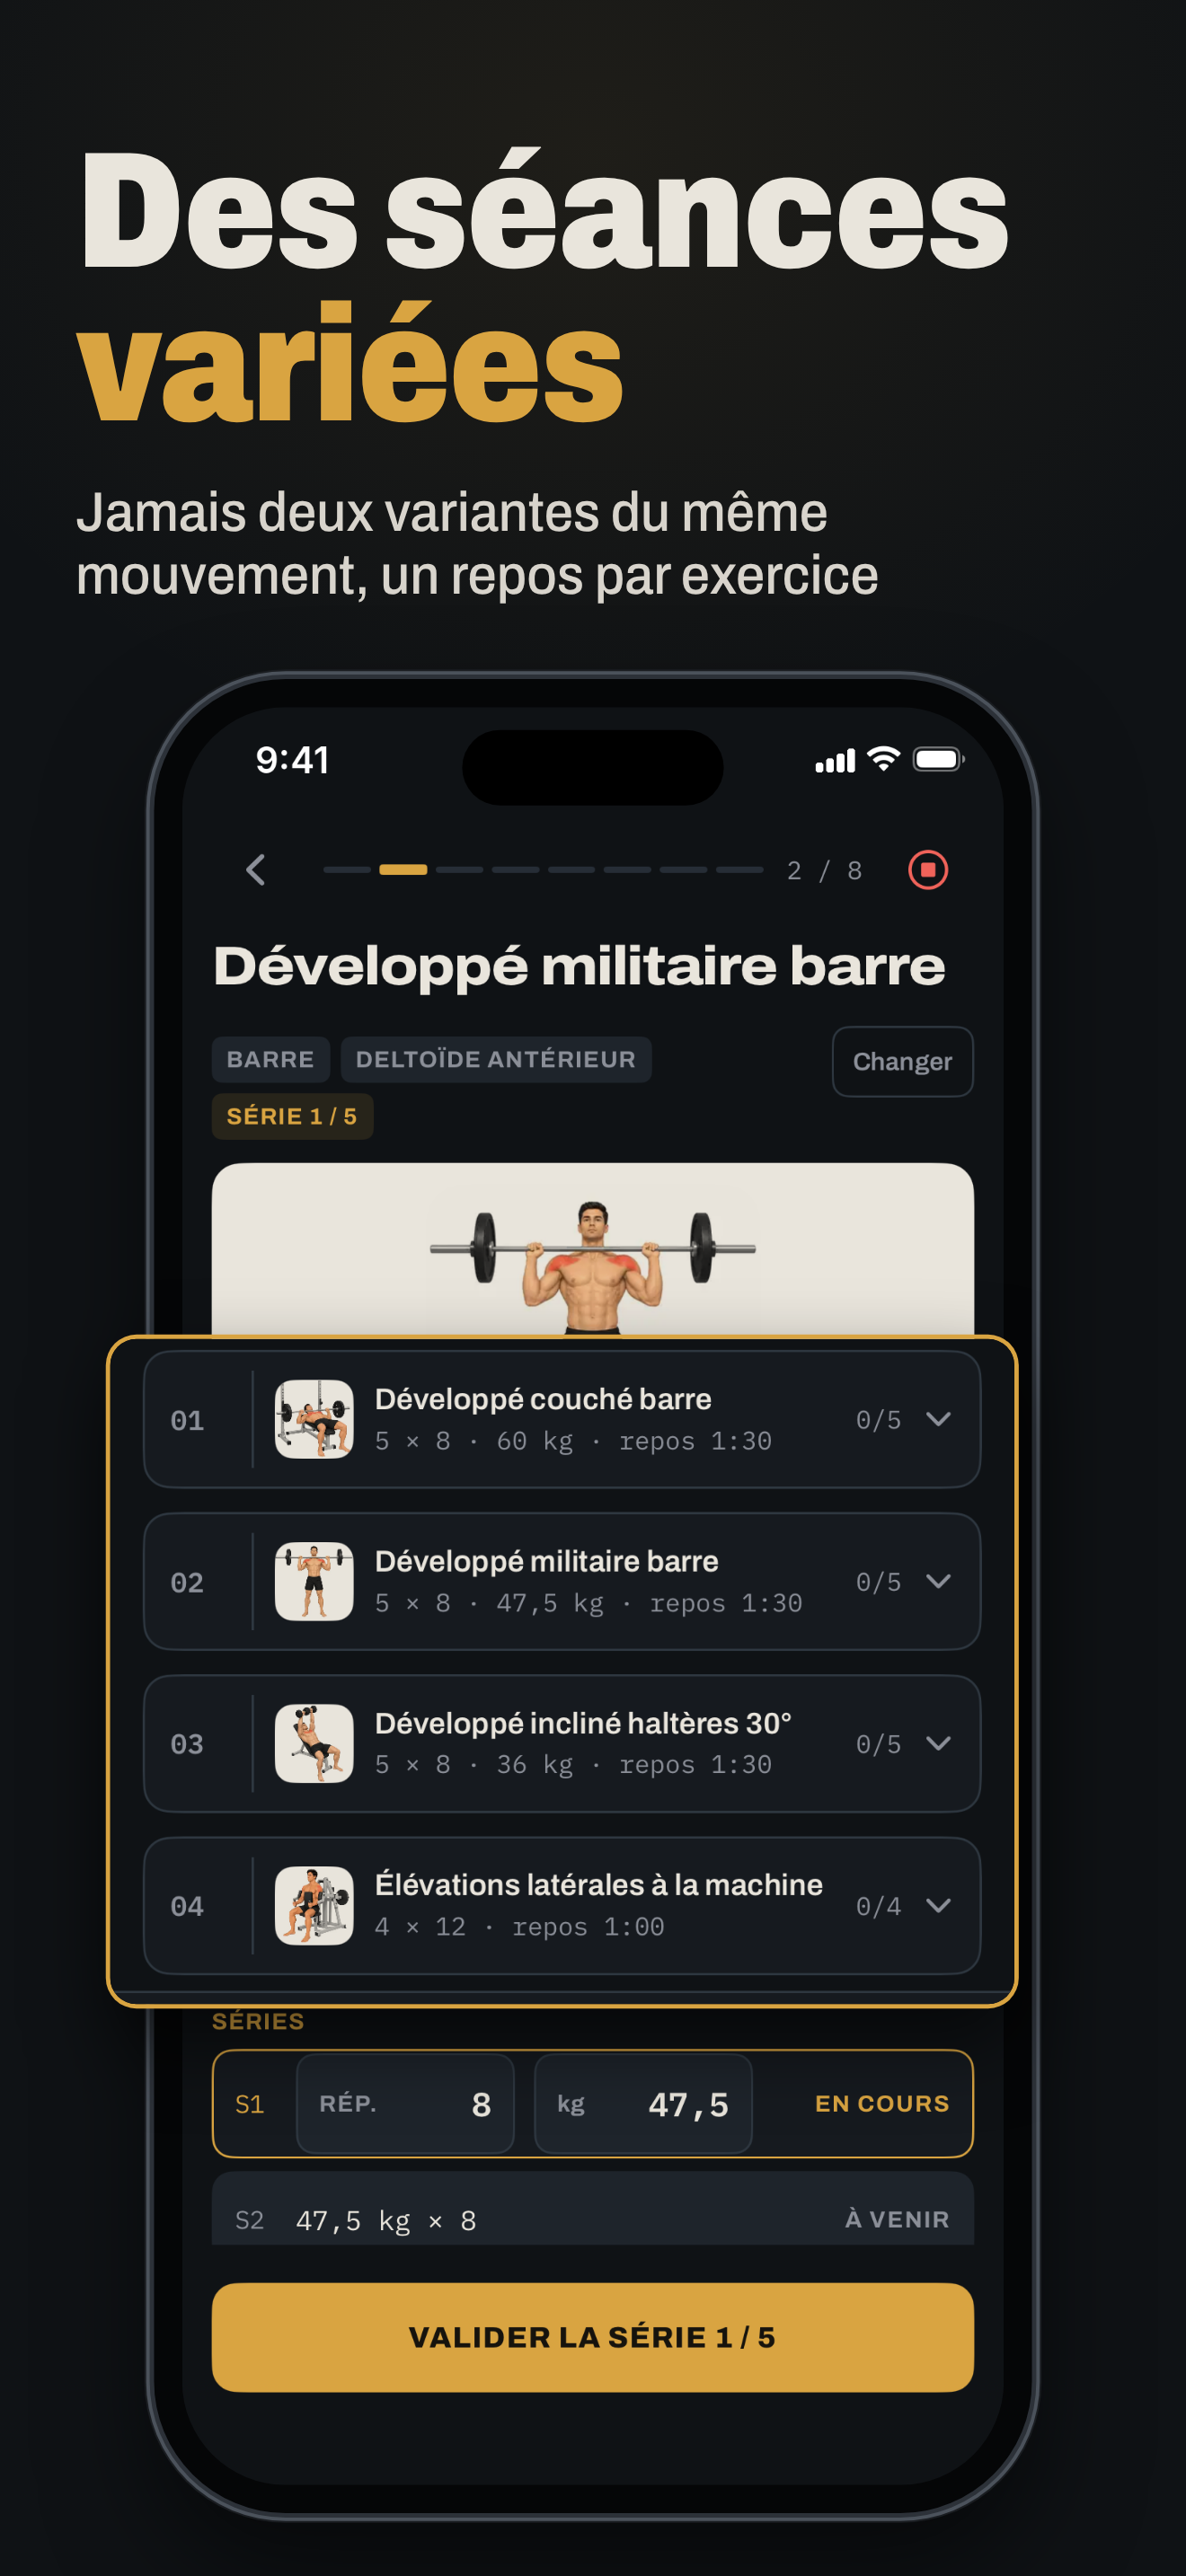 Des séances
variées
Jamais deux variantes du même
mouvement, un repos par exercice
9:41
2 / 8
Développé militaire barre
BARRE
DELTOÏDE ANTÉRIEUR
Changer
SÉRIE 1 / 5
01
Développé couché barre
5 × 8 · 60 kg · repos 1:30
0/5
02
Développé militaire barre
5 × 8 · 47,5 kg · repos 1:30
0/5
03
Développé incliné haltères 30°
5 × 8 · 36 kg · repos 1:30
0/5
04
Élévations latérales à la machine
4 × 12 · repos 1:00
0/4
SÉRIES
S1 RÉP. 8 kg 47,5 EN COURS
S2 47,5 kg × 8 À VENIR
VALIDER LA SÉRIE 1 / 5